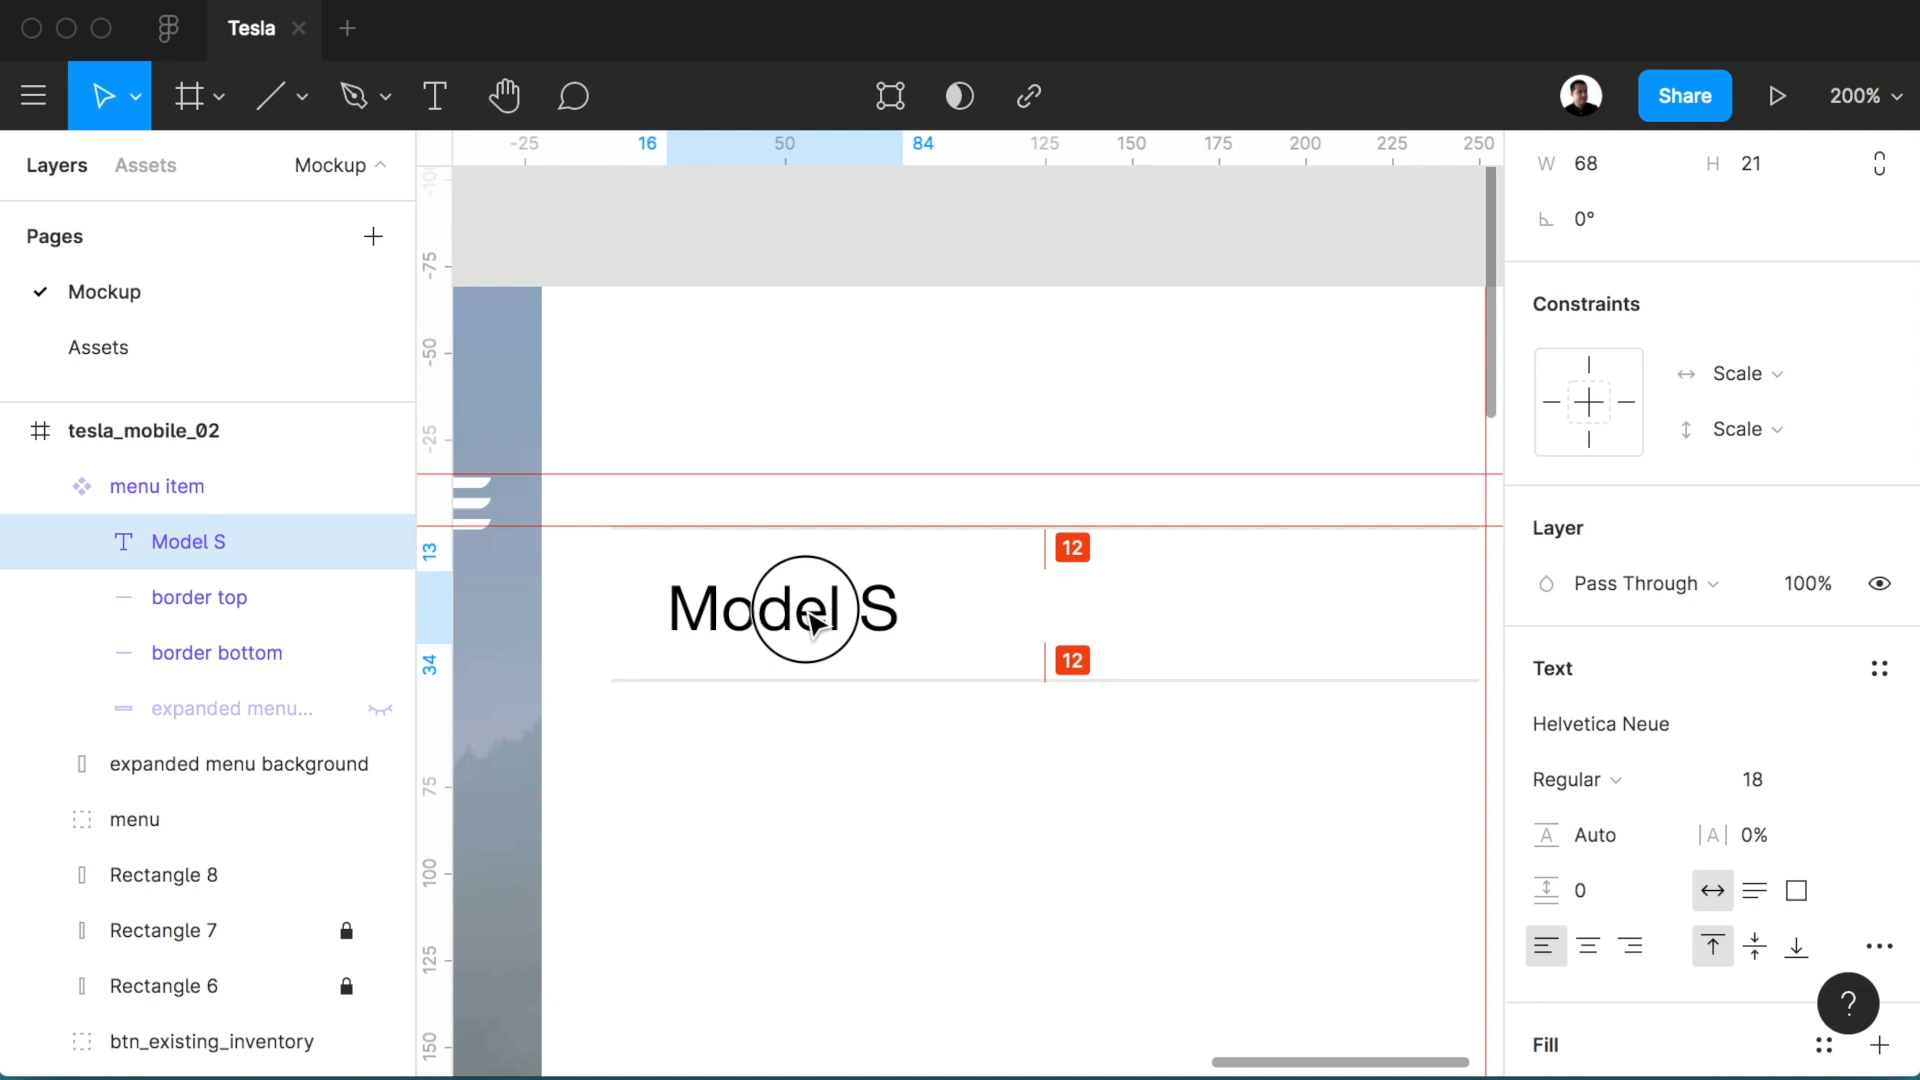 Tesla
Share
200%
Layers
Assets
Mockup
Pages
Mockup
Assets
tesla_mobile_02
menu item
Model S
border top
border bottom
expanded menu...
expanded menu background
menu
Rectangle 8
Rectangle 7
Rectangle 6
btn_existing_inventory
-25
16
50
84
125
150
175
200
225
250
-75
-50
-25
13
34
75
100
125
150
12
Model S
12
W 68
H 21
0°
Constraints
Scale
Scale
Layer
Pass Through
100%
Text
Helvetica Neue
Regular
18
A Auto
|A| 0%
0
?
Fill